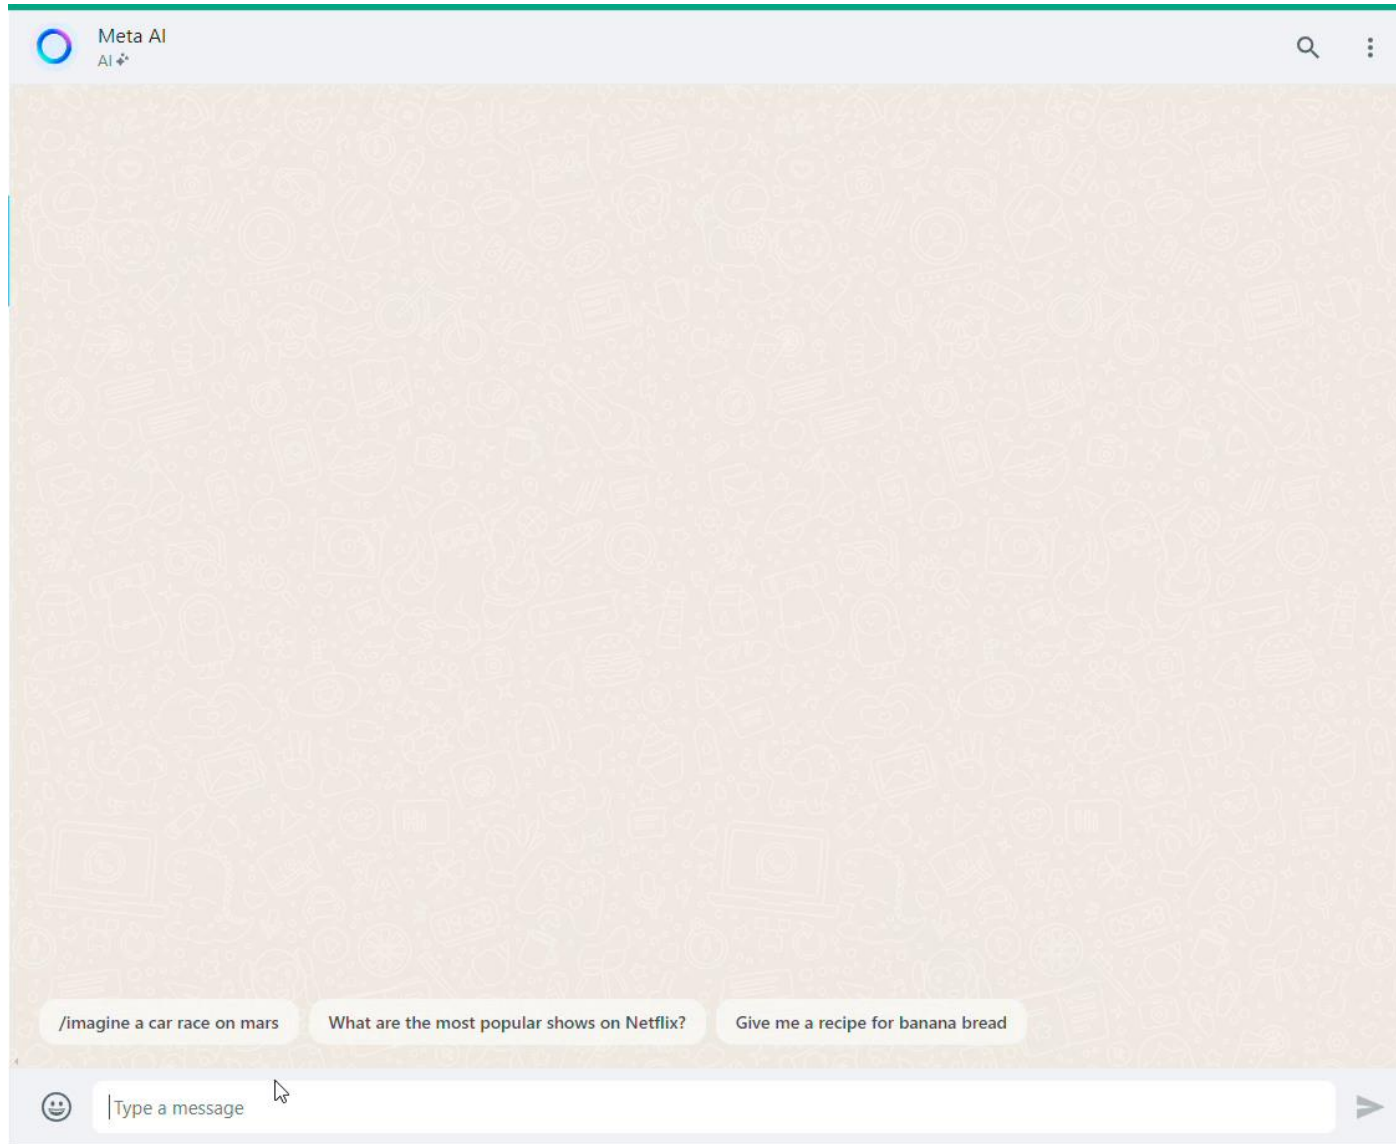 Meta AI
AI
/imagine a car race on mars
What are the most popular shows on Netflix?
Give me a recipe for banana bread
Type a message